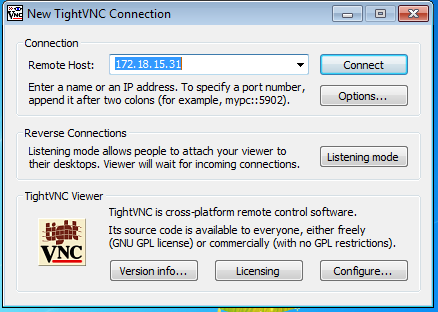 New TightVNC Connection
Connection
Remote Host: 172.18.15.31 Connect
Enter a name or an IP address. To specify a port number,
append it after two colons (for example, mypc::5902). Options...
Reverse Connections
Listening mode allows people to attach your viewer to
their desktops. Viewer will wait for incoming connections. Listening mode
TightVNC Viewer
TightVNC is cross-platform remote control software.
Its source code is available to everyone, either freely
(GNU GPL license) or commercially (with no GPL restrictions).
tight
VNC
Version info... Licensing Configure...